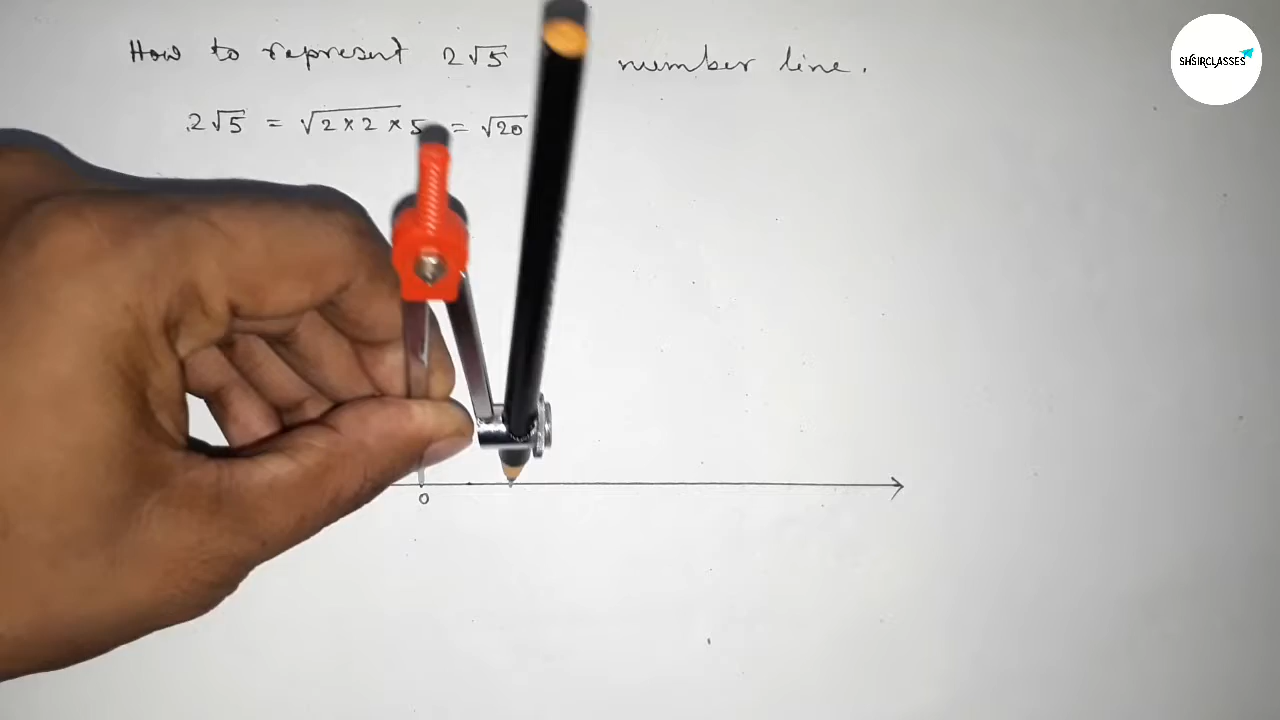 How to represent 2√5 number line.
2√5 = √2×2×5 = √20
0
SHSIRCLASSES